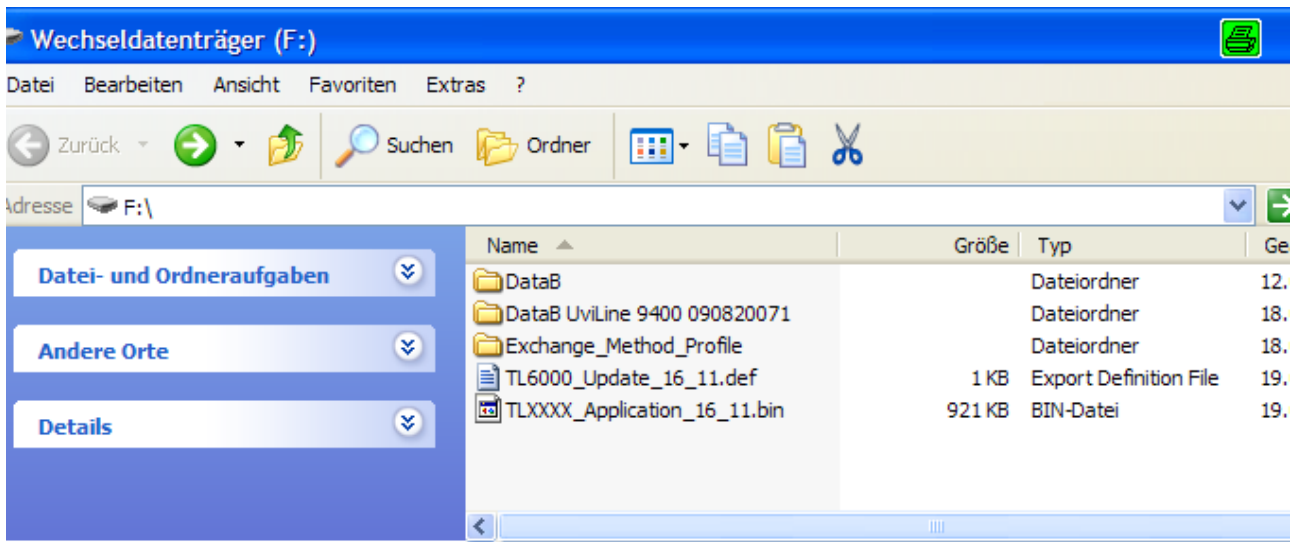 Wechseldatenträger (F:)
Datei Bearbeiten Ansicht Favoriten Extras ?
Zurück Suchen Ordner
Adresse F:\
Name Größe Typ Ge
Datei- und Ordneraufgaben
Andere Orte
Details
DataB Dateiordner 12.
DataB UviLine 9400 090820071 Dateiordner 18.
Exchange_Method_Profile Dateiordner 18.
TL6000_Update_16_11.def 1 KB Export Definition File 19.
TLXXXX_Application_16_11.bin 921 KB BIN-Datei 19.